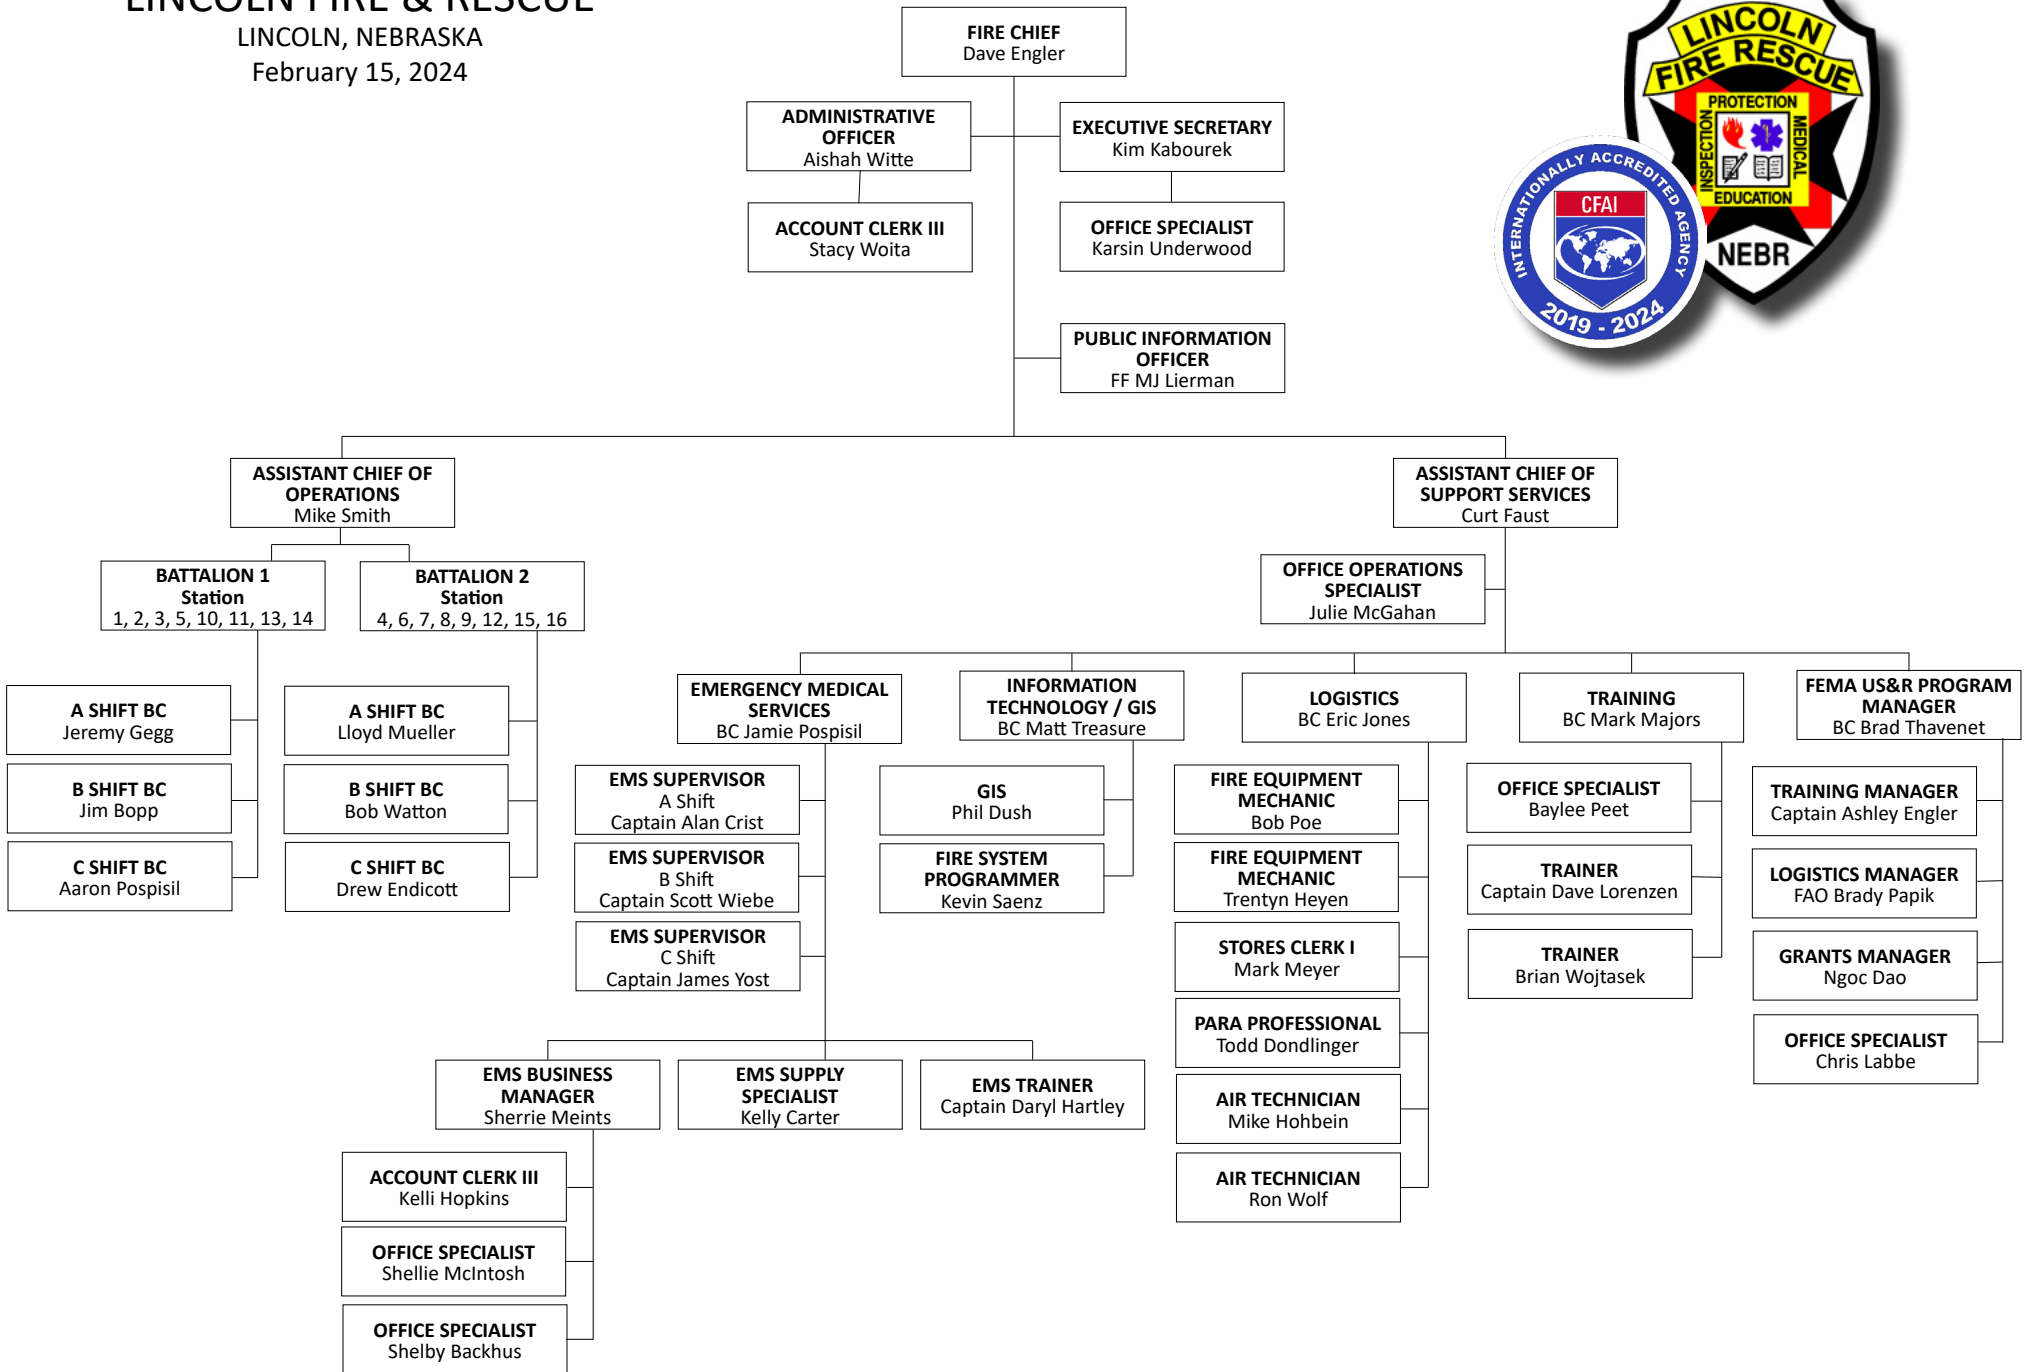 LINCOLN FIRE & RESCUE
LINCOLN, NEBRASKA
February 15, 2024
FIRE CHIEF
Dave Engler
ADMINISTRATIVE
OFFICER
Aishah Witte
EXECUTIVE SECRETARY
Kim Kabourek
ACCOUNT CLERK III
Stacy Woita
OFFICE SPECIALIST
Karsin Underwood
PUBLIC INFORMATION
OFFICER
FF MJ Lierman
LINCOLN
FIRE RESCUE
PROTECTION
INSPECTION
MEDICAL
EDUCATION
NEBR
INTERNATIONALLY ACCREDITED AGENCY
CFAI
2019 - 2024
ASSISTANT CHIEF OF
OPERATIONS
Mike Smith
ASSISTANT CHIEF OF
SUPPORT SERVICES
Curt Faust
BATTALION 1
Station
1, 2, 3, 5, 10, 11, 13, 14
BATTALION 2
Station
4, 6, 7, 8, 9, 12, 15, 16
OFFICE OPERATIONS
SPECIALIST
Julie McGahan
A SHIFT BC
Jeremy Gegg
B SHIFT BC
Jim Bopp
C SHIFT BC
Aaron Pospisil
A SHIFT BC
Lloyd Mueller
B SHIFT BC
Bob Watton
C SHIFT BC
Drew Endicott
EMERGENCY MEDICAL
SERVICES
BC Jamie Pospisil
INFORMATION
TECHNOLOGY / GIS
BC Matt Treasure
LOGISTICS
BC Eric Jones
TRAINING
BC Mark Majors
FEMA US&R PROGRAM
MANAGER
BC Brad Thavenet
EMS SUPERVISOR
A Shift
Captain Alan Crist
EMS SUPERVISOR
B Shift
Captain Scott Wiebe
EMS SUPERVISOR
C Shift
Captain James Yost
GIS
Phil Dush
FIRE SYSTEM
PROGRAMMER
Kevin Saenz
FIRE EQUIPMENT
MECHANIC
Bob Poe
FIRE EQUIPMENT
MECHANIC
Trentyn Heyen
STORES CLERK I
Mark Meyer
PARA PROFESSIONAL
Todd Dondlinger
AIR TECHNICIAN
Mike Hohbein
AIR TECHNICIAN
Ron Wolf
OFFICE SPECIALIST
Baylee Peet
TRAINER
Captain Dave Lorenzen
TRAINER
Brian Wojtasek
TRAINING MANAGER
Captain Ashley Engler
LOGISTICS MANAGER
FAO Brady Papik
GRANTS MANAGER
Ngoc Dao
OFFICE SPECIALIST
Chris Labbe
EMS BUSINESS
MANAGER
Sherrie Meints
EMS SUPPLY
SPECIALIST
Kelly Carter
EMS TRAINER
Captain Daryl Hartley
ACCOUNT CLERK III
Kelli Hopkins
OFFICE SPECIALIST
Shellie McIntosh
OFFICE SPECIALIST
Shelby Backhus